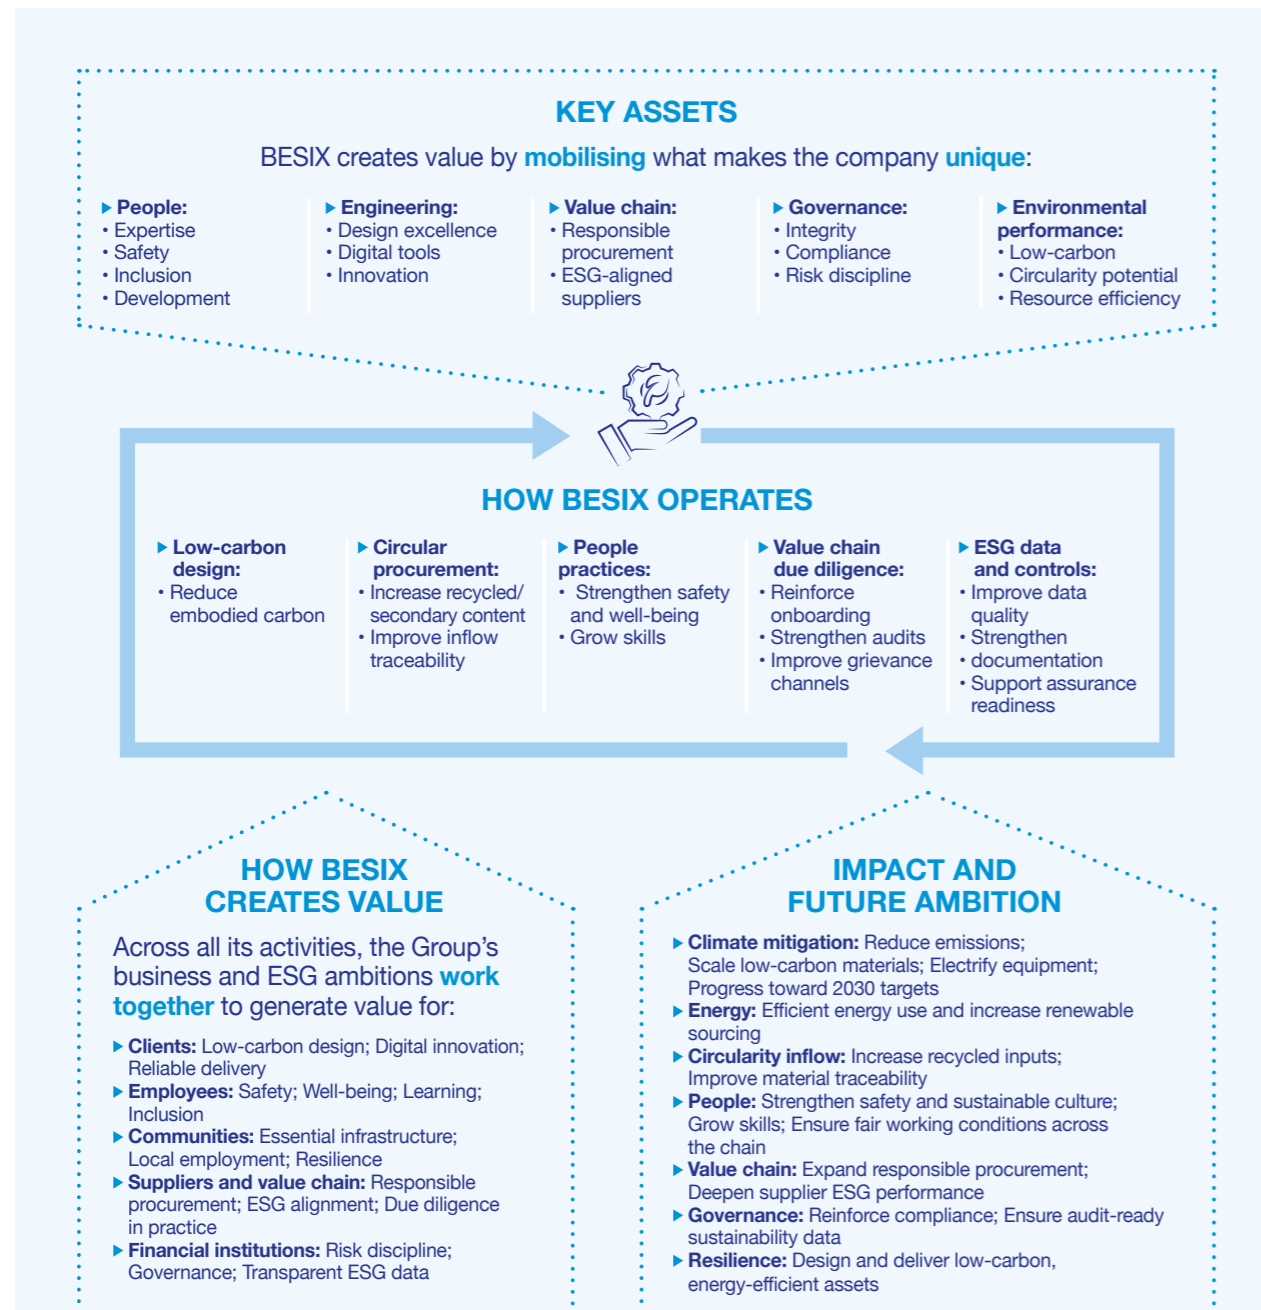 KEY ASSETS
BESIX creates value by mobilising what makes the company unique:
▶ People:
• Expertise
• Safety
• Inclusion
• Development
▶ Engineering:
• Design excellence
• Digital tools
• Innovation
▶ Value chain:
• Responsible
procurement
• ESG-aligned
suppliers
▶ Governance:
• Integrity
• Compliance
• Risk discipline
▶ Environmental
performance:
• Low-carbon
• Circularity potential
• Resource efficiency
HOW BESIX OPERATES
▶ Low-carbon
design:
• Reduce
embodied carbon
▶ Circular
procurement:
• Increase recycled/
secondary content
• Improve inflow
traceability
▶ People
practices:
• Strengthen safety
and well-being
• Grow skills
▶ Value chain
due diligence:
• Reinforce
onboarding
• Strengthen audits
• Improve grievance
channels
▶ ESG data
and controls:
• Improve data
quality
• Strengthen
• documentation
• Support assurance
readiness
HOW BESIX
CREATES VALUE
Across all its activities, the Group's
business and ESG ambitions work
together to generate value for:
▶ Clients: Low-carbon design; Digital innovation;
Reliable delivery
▶ Employees: Safety; Well-being; Learning;
Inclusion
▶ Communities: Essential infrastructure;
Local employment; Resilience
▶ Suppliers and value chain: Responsible
procurement; ESG alignment; Due diligence
in practice
▶ Financial institutions: Risk discipline;
Governance; Transparent ESG data
IMPACT AND
FUTURE AMBITION
▶ Climate mitigation: Reduce emissions;
Scale low-carbon materials; Electrify equipment;
Progress toward 2030 targets
▶ Energy: Efficient energy use and increase renewable
sourcing
▶ Circularity inflow: Increase recycled inputs;
Improve material traceability
▶ People: Strengthen safety and sustainable culture;
Grow skills; Ensure fair working conditions across
the chain
▶ Value chain: Expand responsible procurement;
Deepen supplier ESG performance
▶ Governance: Reinforce compliance; Ensure audit-ready
sustainability data
▶ Resilience: Design and deliver low-carbon,
energy-efficient assets